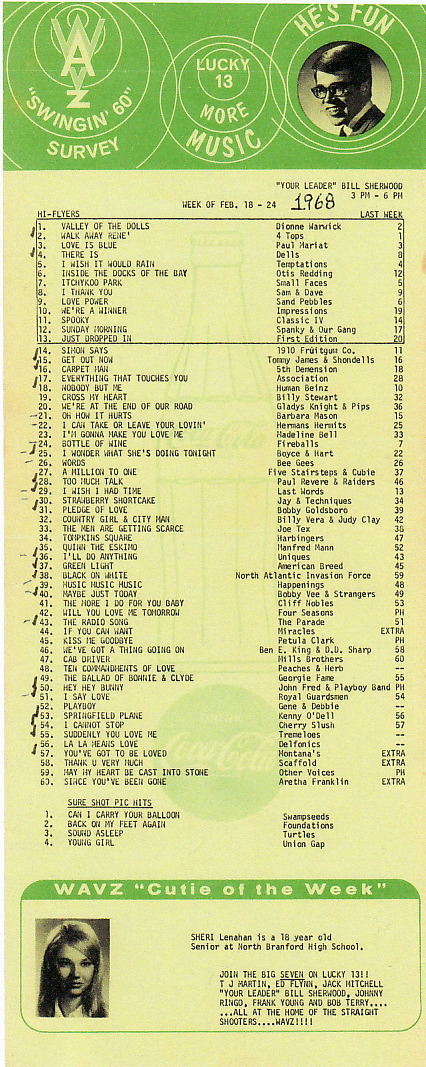 WAVZ
"SWINGIN' 60"
SURVEY
LUCKY
13
MORE
MUSIC
HE'S FUN
"YOUR LEADER" BILL SHERWOOD
3 PM - 6 PM
WEEK OF FEB. 18 - 24 1968
HI-FLYERS LAST WEEK
1. VALLEY OF THE DOLLS Dionne Warwick 2
2. WALK AWAY RENE' 4 Tops 1
3. LOVE IS BLUE Paul Mariat 3
4. THERE IS Dells 8
5. I WISH IT WOULD RAIN Temptations 4
6. INSIDE THE DOCKS OF THE BAY Otis Redding 12
7. ITCHYKOO PARK Small Faces 5
8. I THANK YOU Sam & Dave 9
9. LOVE POWER Sand Pebbles 6
10. WE'RE A WINNER Impressions 19
11. SPOOKY Classic IV 14
12. SUNDAY MORNING Spanky & Our Gang 17
13. JUST DROPPED IN First Edition 20
14. SIMON SAYS 1910 Fruitgum Co. 11
15. GET OUT NOW Tommy James & Shondells 16
16. CARPET MAN 5th Demension 18
17. EVERYTHING THAT TOUCHES YOU Association 28
18. NOBODY BUT ME Human Beinz 10
19. CROSS MY HEART Billy Stewart 32
20. WE'RE AT THE END OF OUR ROAD Gladys Knight & Pips 36
21. OH HOW IT HURTS Barbara Mason 15
22. I CAN TAKE OR LEAVE YOUR LOVIN' Hermans Hermits 25
23. I'M GONNA MAKE YOU LOVE ME Madeline Bell 33
24. BOTTLE OF WINE Fireballs 7
25. I WONDER WHAT SHE'S DOING TONIGHT Boyce & Hart 22
26. WORDS Bee Gees 26
27. A MILLION TO ONE Five Stairsteps & Cubie 37
28. TOO MUCH TALK Paul Revere & Raiders 46
29. I WISH I HAD TIME Last Words 13
30. STRAWBERRY SHORTCAKE Jay & Techniques 34
31. PLEDGE OF LOVE Bobby Goldsboro 39
32. COUNTRY GIRL & CITY MAN Billy Vera & Judy Clay 42
33. THE MEN ARE GETTING SCARCE Joe Tex 38
34. TOMPKINS SQUARE Harbingers 47
35. QUINN THE ESKIMO Manfred Mann 52
36. I'LL DO ANYTHING Uniques 43
37. GREEN LIGHT American Breed 45
38. BLACK ON WHITE North Atlantic Invasion Force 59
39. MUSIC MUSIC MUSIC Happenings 48
40. MAYBE JUST TODAY Bobby Vee & Strangers 49
41. THE MORE I DO FOR YOU BABY Cliff Nobles 53
42. WILL YOU LOVE ME TOMORROW Four Seasons PH
43. THE RADIO SONG The Parade 51
44. IF YOU CAN WANT Miracles EXTRA
45. KISS ME GOODBYE Petula Clark PH
46. WE'VE GOT A THING GOING ON Ben E. King & D.D. Sharp 58
47. CAB DRIVER Mills Brothers 60
48. TEN COMMANDMENTS OF LOVE Peaches & Herb --
49. THE BALLAD OF BONNIE & CLYDE Georgie Fame 55
50. HEY HEY BUNNY John Fred & Playboy Band PH
51. I SAY LOVE Royal Guardsmen 54
52. PLAYBOY Gene & Debbie --
53. SPRINGFIELD PLANE Kenny O'Dell 56
54. I CANNOT STOP Cherry Slush 57
55. SUDDENLY YOU LOVE ME Tremeloes --
56. LA LA MEANS LOVE Delfonics --
57. YOU'VE GOT TO BE LOVED Montana's EXTRA
58. THANK U VERY MUCH Scaffold EXTRA
59. MAY MY HEART BE CAST INTO STONE Other Voices PH
60. SINCE YOU'VE BEEN GONE Aretha Franklin EXTRA
SURE SHOT PIC HITS
1. CAN I CARRY YOUR BALLOON Swampseeds
2. BACK ON MY FEET AGAIN Foundations
3. SOUND ASLEEP Turtles
4. YOUNG GIRL Union Gap
WAVZ "Cutie of the Week"
SHERI Lenahan is a 18 year old
Senior at North Branford High School.
JOIN THE BIG SEVEN ON LUCKY 13!!
T J MARTIN, ED FLYNN, JACK MITCHELL
"YOUR LEADER" BILL SHERWOOD, JOHNNY
RINGO, FRANK YOUNG AND BOB TERRY....
...ALL AT THE HOME OF THE STRAIGHT
SHOOTERS....WAVZ!!!!